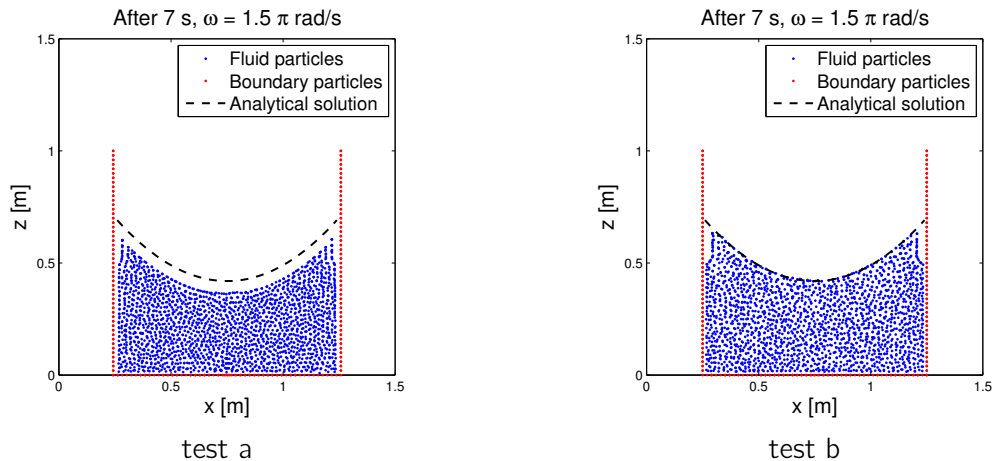 After 7 s, ω = 1.5 π rad/s
1.5
1
0.5
0
z [m]
Fluid particles
Boundary particles
Analytical solution
0
0.5
1
1.5
x [m]
test a
After 7 s, ω = 1.5 π rad/s
1.5
1
0.5
0
z [m]
Fluid particles
Boundary particles
Analytical solution
0
0.5
1
1.5
x [m]
test b